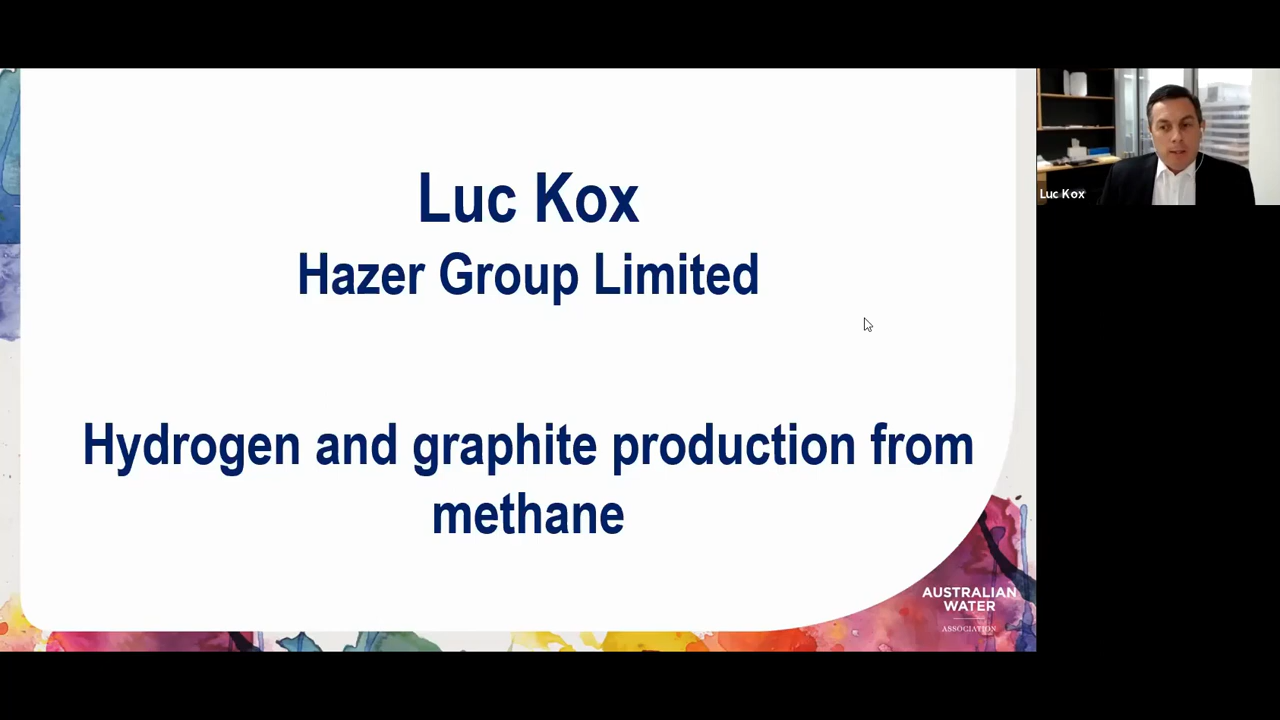 Luc Kox
Hazer Group Limited
Hydrogen and graphite production from
methane
AUSTRALIAN
WATER
ASSOCIATION
Luc Kox